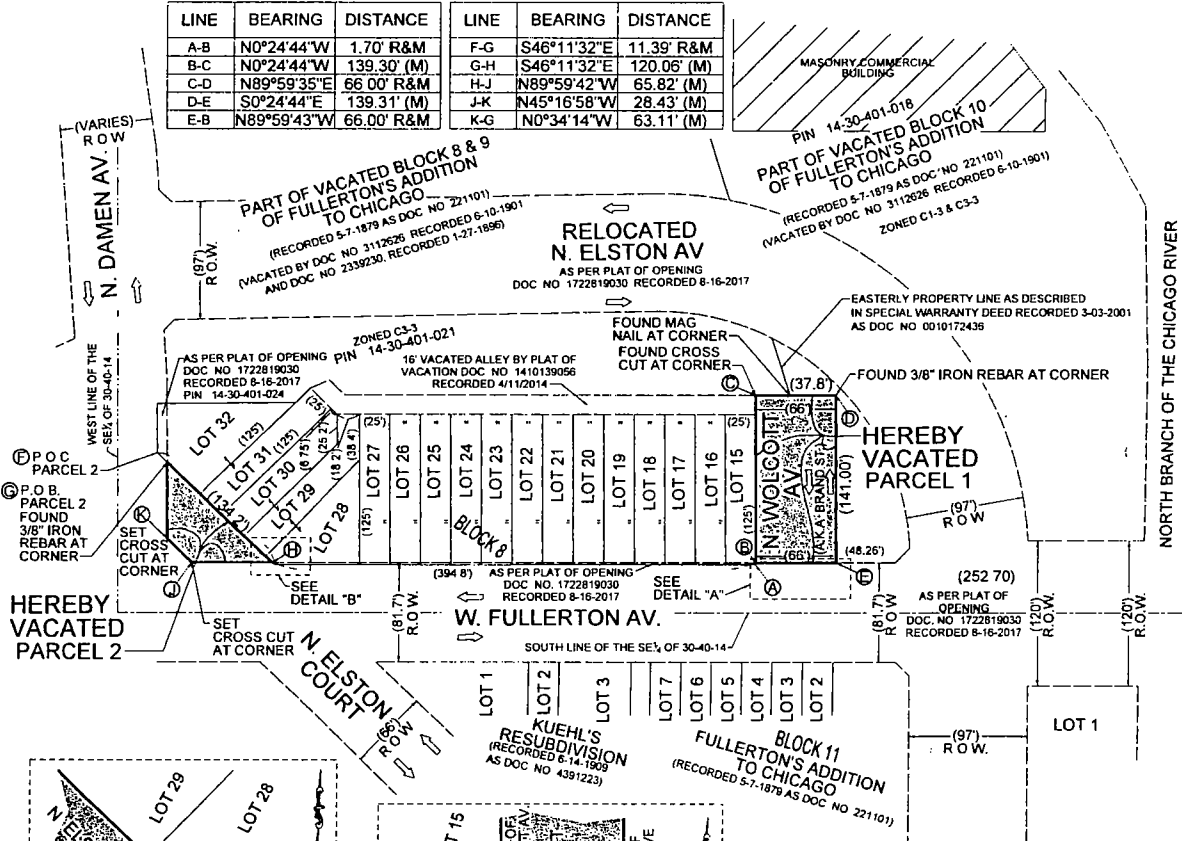 LINE BEARING DISTANCE
A-B N0°24'44"W 1.70' R&M
B-C N0°24'44"W 139.30' (M)
C-D N89°59'35"E 66 00' R&M
D-E S0°24'44"E 139.31' (M)
E-B N89°59'43"W 66.00' R&M
LINE BEARING DISTANCE
F-G S46°11'32"E 11.39' R&M
G-H S46°11'32"E 120.06' (M)
H-J N89°59'42"W 65.82' (M)
J-K N45°16'58"W 28.43' (M)
K-G N0°34'14"W 63.11' (M)
MASONRY COMMERCIAL
BUILDING
PIN 14-30-401-018
PART OF VACATED BLOCK 10
OF FULLERTON'S ADDITION
TO CHICAGO
(RECORDED 5-7-1879 AS DOC NO 221101)
(VACATED BY DOC NO 3112626 RECORDED 6-10-1901)
ZONED C1-3 & C3-3
(VARIES)
R O W
N. DAMEN AV.
PART OF VACATED BLOCK 8 & 9
OF FULLERTON'S ADDITION
TO CHICAGO
(RECORDED 5-7-1879 AS DOC NO 221101)
(VACATED BY DOC NO 3112626 RECORDED 6-10-1901
AND DOC NO 2339230, RECORDED 1-27-1896)
(97')
R.O.W.
RELOCATED
N. ELSTON AV
AS PER PLAT OF OPENING
DOC NO 1722819030 RECORDED 8-16-2017
NORTH BRANCH OF THE CHICAGO RIVER
EASTERLY PROPERTY LINE AS DESCRIBED
IN SPECIAL WARRANTY DEED RECORDED 3-03-2001
AS DOC NO 0010172436
FOUND MAG
NAIL AT CORNER
FOUND CROSS
CUT AT CORNER
ZONED C3-3
PIN 14-30-401-021
16' VACATED ALLEY BY PLAT OF
VACATION DOC NO 1410139056
RECORDED 4/11/2014
WEST LINE OF THE
SE¼ OF 30-40-14
AS PER PLAT OF OPENING
DOC NO 1722819030
RECORDED 8-16-2017
PIN 14-30-401-024
C
(37.8')
FOUND 3/8" IRON REBAR AT CORNER
(66')
D
HEREBY
VACATED
PARCEL 1
N. WOLCOTT
AV
(A.K.A. BRAND ST.)
(141.00')
(66')
(48.26')
LOT 32
(125')
(25')
LOT 31
(125')
(6.75')
(25.2')
LOT 30
(18.2')
(38.4')
LOT 29
LOT 28
(134.2')
(25')
LOT 27
(125')
LOT 26
LOT 25
LOT 24
LOT 23
LOT 22
LOT 21
LOT 20
LOT 19
LOT 18
LOT 17
LOT 16
(25')
LOT 15
(125')
BLOCK 8
F P O C
PARCEL 2
G P.O.B.
PARCEL 2
FOUND
3/8" IRON
REBAR AT
CORNER
K
SET
CROSS
CUT AT
CORNER
J
H
B
A
E
SEE
DETAIL "B"
(394 8')
AS PER PLAT OF OPENING
DOC NO. 1722819030
RECORDED 8-16-2017
SEE
DETAIL "A"
HEREBY
VACATED
PARCEL 2
SET
CROSS CUT
AT CORNER
(81.7')
R.O.W.
W. FULLERTON AV.
SOUTH LINE OF THE SE¼ OF 30-40-14
(81.7')
R.O.W
(97')
R O W
(252 70)
AS PER PLAT OF
OPENING
DOC. NO 1722819030
RECORDED 8-16-2017
(120')
R.O.W.
(120')
R.O.W.
N. ELSTON
COURT
(66')
R O W
LOT 1
LOT 2
LOT 3
LOT 7
LOT 6
LOT 5
LOT 4
LOT 3
LOT 2
KUEHL'S
RESUBDIVISION
(RECORDED 6-14-1909
AS DOC NO 4391223)
BLOCK 11
FULLERTON'S ADDITION
TO CHICAGO
(RECORDED 5-7-1879 AS DOC NO 221101)
(97')
R O W.
LOT 1
LOT 29
LOT 28
LOT 15